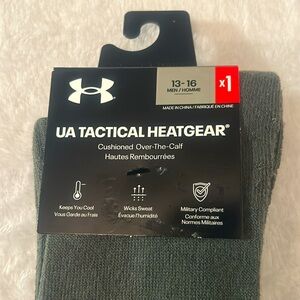 13-16
MEN / HOMME
x1
MADE IN CHINA / FABRIQUÉ EN CHINE
UA TACTICAL HEATGEAR®
Cushioned Over-The-Calf
Hautes Rembourrées
Keeps You Cool
Vous Garde au Frais
Wicks Sweat
Évacue l'humidité
Military Compliant
Conforme aux
Normes Militaires